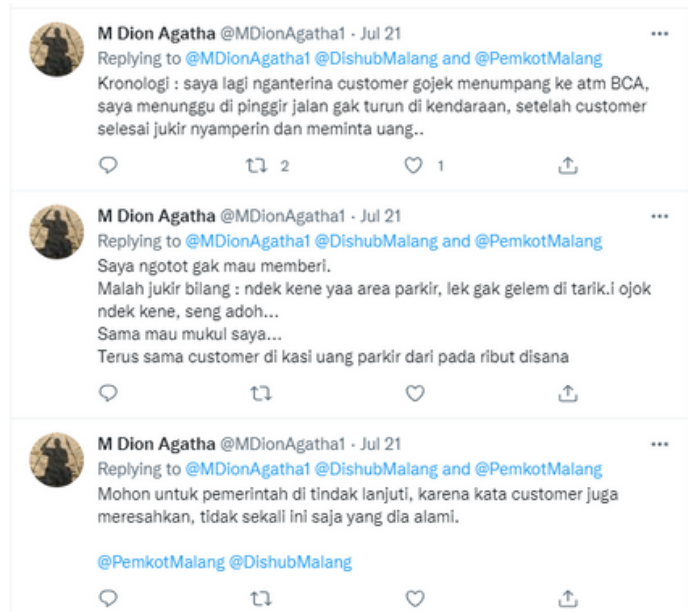 M Dion Agatha @MDionAgatha1 · Jul 21
Replying to @MDionAgatha1 @DishubMalang and @PemkotMalang
Kronologi : saya lagi nganterina customer gojek menumpang ke atm BCA,
saya menunggu di pinggir jalan gak turun di kendaraan, setelah customer
selesai jukir nyamperin dan meminta uang..
2 1
M Dion Agatha @MDionAgatha1 · Jul 21
Replying to @MDionAgatha1 @DishubMalang and @PemkotMalang
Saya ngotot gak mau memberi.
Malah jukir bilang : ndek kene yaa area parkir, lek gak gelem di tarik.i ojok
ndek kene, seng adoh...
Sama mau mukul saya...
Terus sama customer di kasi uang parkir dari pada ribut disana
M Dion Agatha @MDionAgatha1 · Jul 21
Replying to @MDionAgatha1 @DishubMalang and @PemkotMalang
Mohon untuk pemerintah di tindak lanjuti, karena kata customer juga
meresahkan, tidak sekali ini saja yang dia alami.
@PemkotMalang @DishubMalang